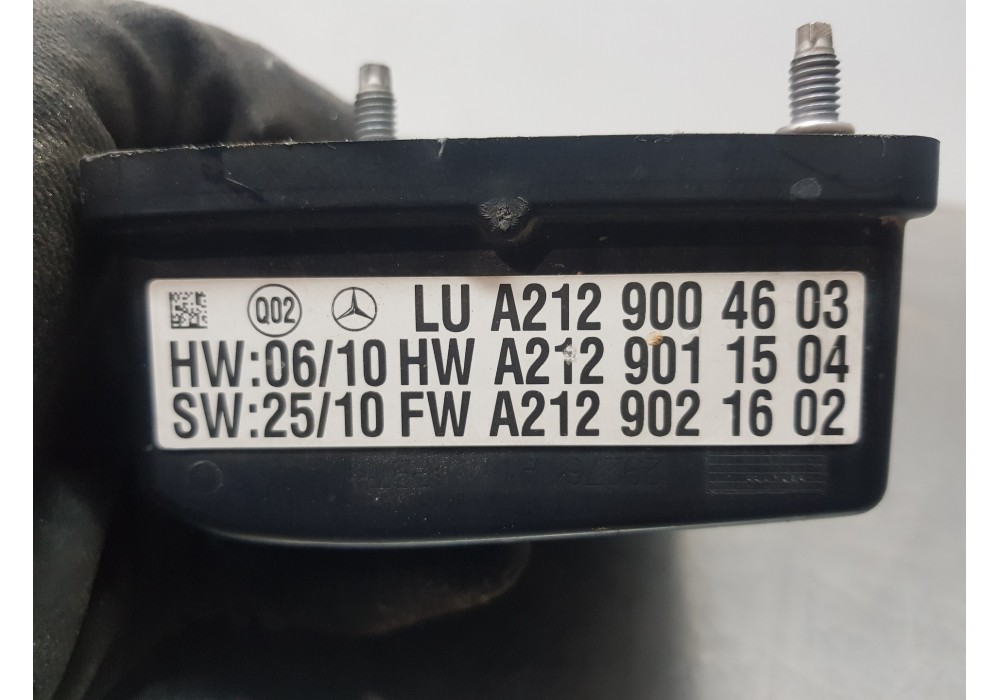 Q02 LU A212 900 46 03
HW:06/10 HW A212 901 15 04
SW:25/10 FW A212 902 16 02